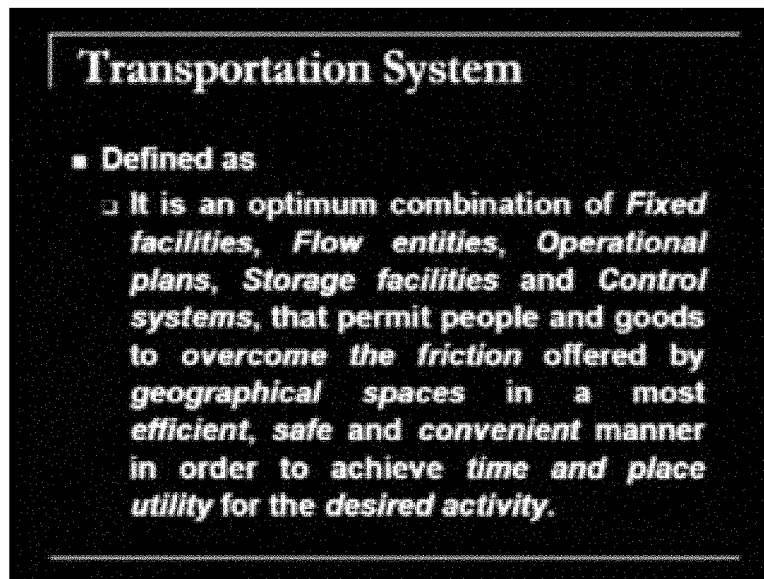 Transportation System
Defined as
It is an optimum combination of Fixed
facilities, Flow entities, Operational
plans, Storage facilities and Control
systems, that permit people and goods
to overcome the friction offered by
geographical spaces in a most
efficient, safe and convenient manner
in order to achieve time and place
utility for the desired activity.